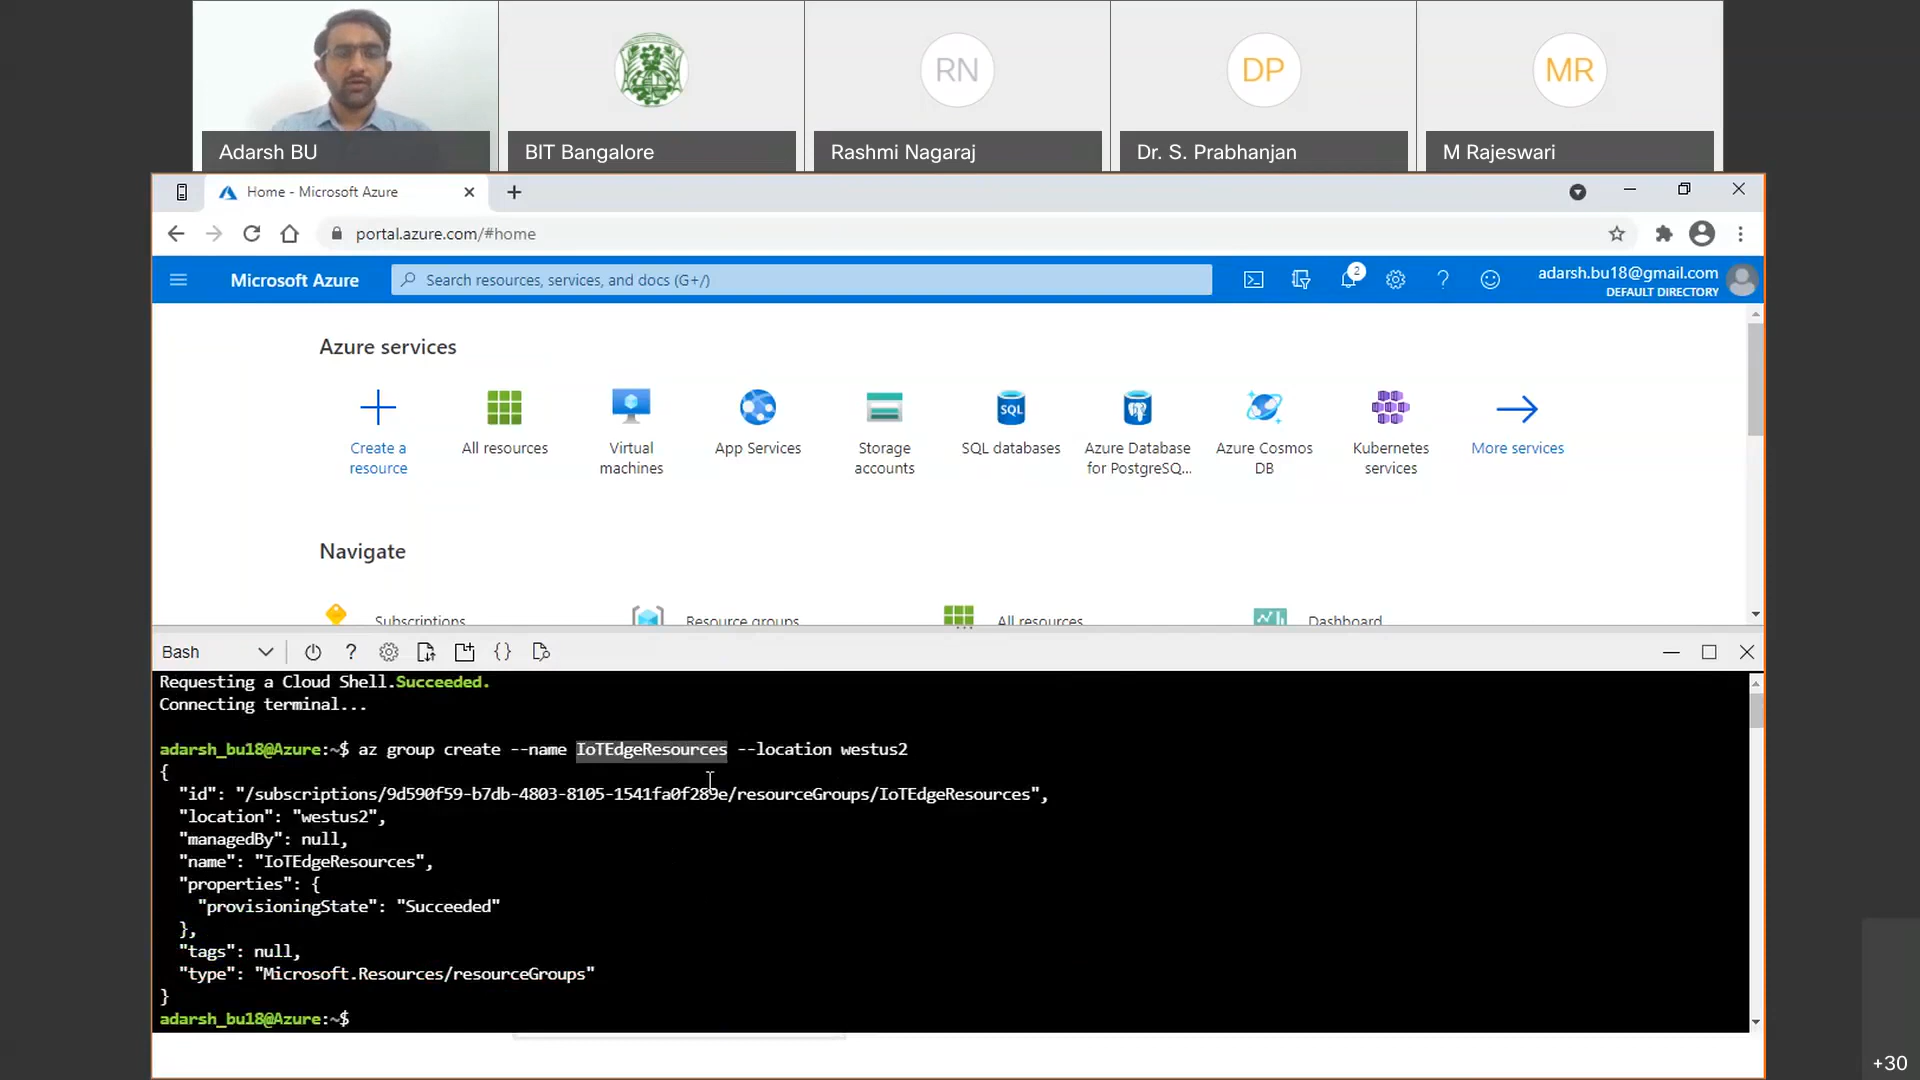 RN
DP
MR
Adarsh BU
BIT Bangalore
Rashmi Nagaraj
Dr. S. Prabhanjan
M Rajeswari
Home - Microsoft Azure
portal.azure.com/#home
Microsoft Azure
Search resources, services, and docs (G+/)
2
adarsh.bu18@gmail.com
DEFAULT DIRECTORY
Azure services
Create a
resource
All resources
Virtual
machines
App Services
Storage
accounts
SQL
SQL databases
Azure Database
for PostgreSQ...
Azure Cosmos
DB
Kubernetes
services
More services
Navigate
Subscriptions
Resource groups
All resources
Dashboard
Bash
Requesting a Cloud Shell.Succeeded.
Connecting terminal...
adarsh_bu18@Azure:~$ az group create --name IoTEdgeResources --location westus2
{
"id": "/subscriptions/9d590f59-b7db-4803-8105-1541fa0f289e/resourceGroups/IoTEdgeResources",
"location": "westus2",
"managedBy": null,
"name": "IoTEdgeResources",
"properties": {
"provisioningState": "Succeeded"
},
"tags": null,
"type": "Microsoft.Resources/resourceGroups"
}
adarsh_bu18@Azure:~$
+30